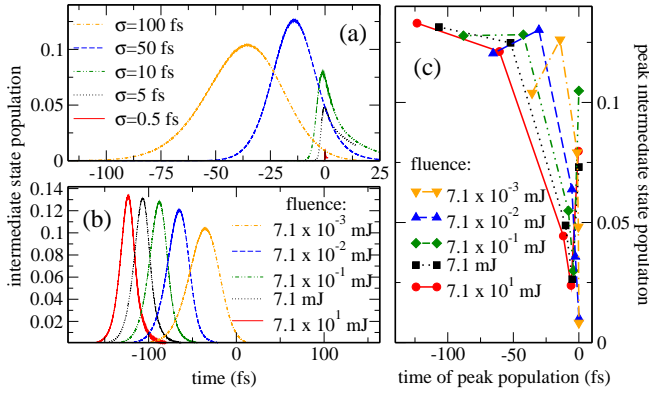 intermediate state population
(a)
σ=100 fs
σ=50 fs
σ=10 fs
σ=5 fs
σ=0.5 fs
0.1
0.05
0
-100
-75
-50
-25
0
25
(b)
fluence:
7.1 x 10^-3 mJ
7.1 x 10^-2 mJ
7.1 x 10^-1 mJ
7.1 mJ
7.1 x 10^1 mJ
0.14
0.12
0.10
0.08
0.06
0.04
0.02
-100
0
100
time (fs)
(c)
fluence:
7.1 x 10^-3 mJ
7.1 x 10^-2 mJ
7.1 x 10^-1 mJ
7.1 mJ
7.1 x 10^1 mJ
-100
-50
0
time of peak population (fs)
0.1
0.05
0
peak intermediate state population